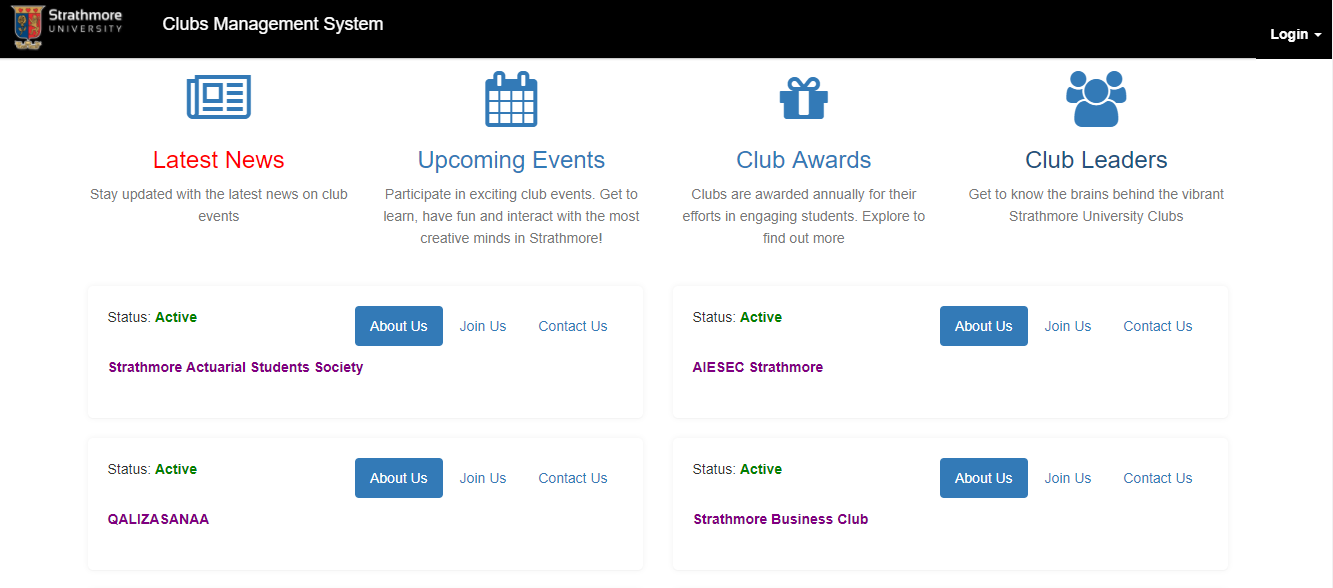 Strathmore
UNIVERSITY
Clubs Management System
Login
Latest News
Stay updated with the latest news on club
events
Upcoming Events
Participate in exciting club events. Get to
learn, have fun and interact with the most
creative minds in Strathmore!
Club Awards
Clubs are awarded annually for their
efforts in engaging students. Explore to
find out more
Club Leaders
Get to know the brains behind the vibrant
Strathmore University Clubs
Status: Active
About Us
Join Us
Contact Us
Strathmore Actuarial Students Society
Status: Active
About Us
Join Us
Contact Us
AIESEC Strathmore
Status: Active
About Us
Join Us
Contact Us
QALIZASANAA
Status: Active
About Us
Join Us
Contact Us
Strathmore Business Club